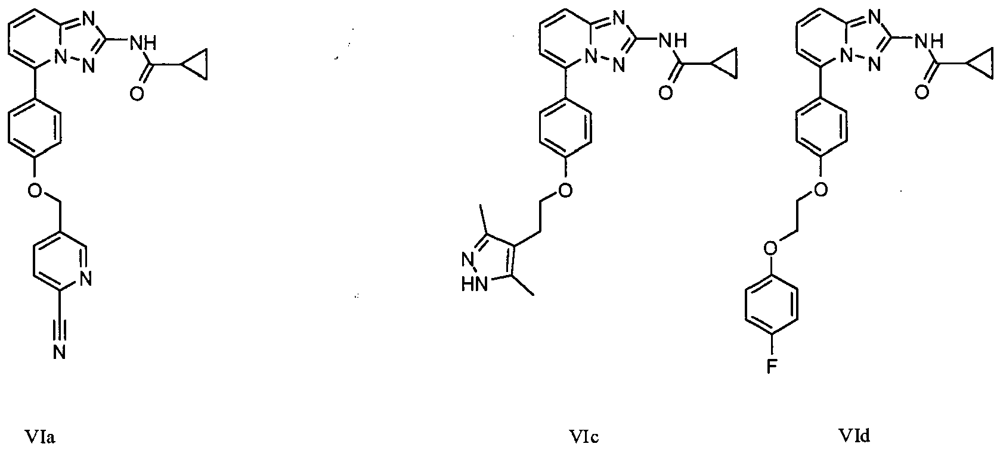 N N N
NH NH NH
N N N N N N
O O O
O O O
N O
N HN
N F
VIa VIc VId